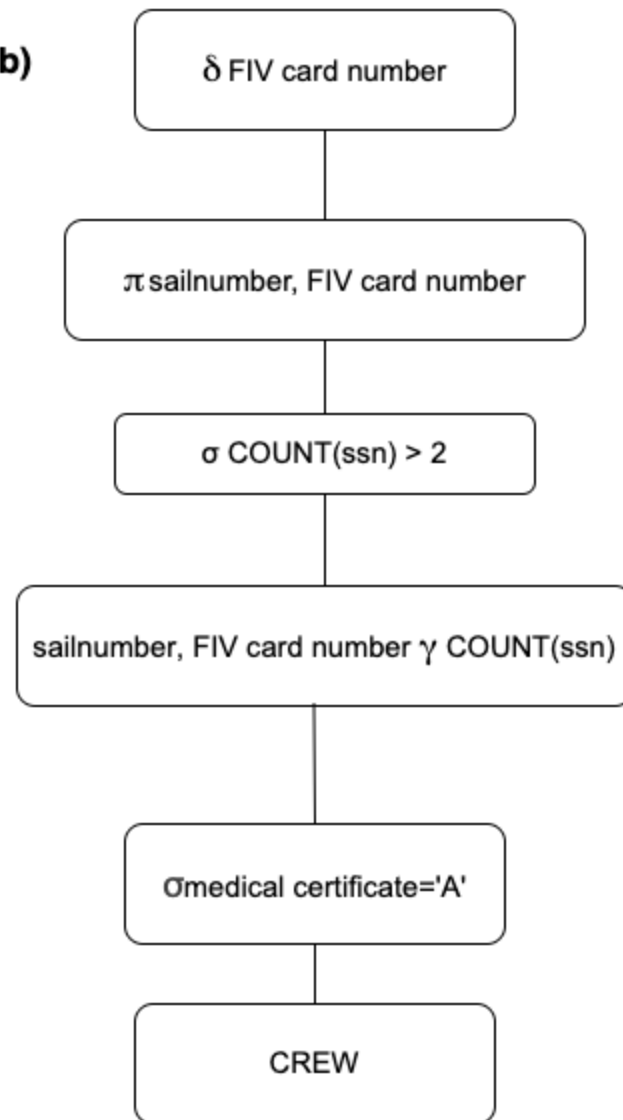 b)
δ FIV card number
π sailnumber, FIV card number
σ COUNT(ssn) > 2
sailnumber, FIV card number γ COUNT(ssn)
σmedical certificate='A'
CREW